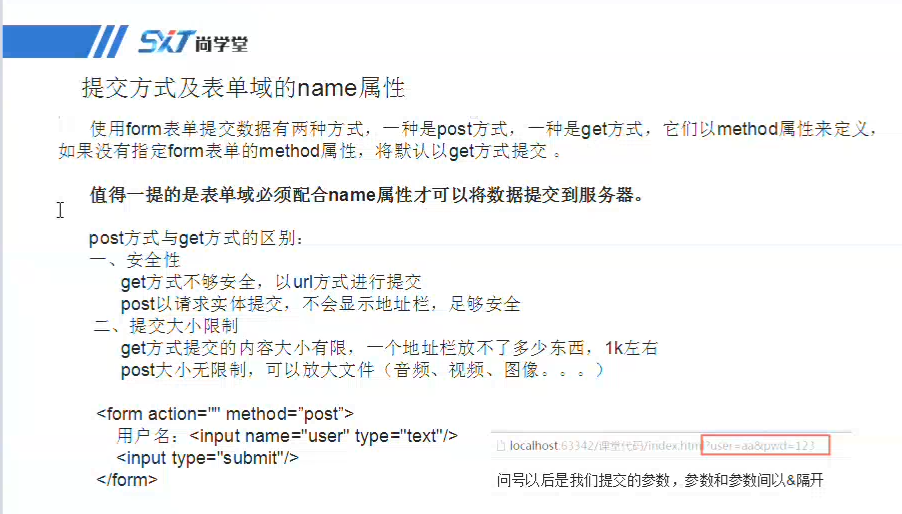 SXT尚学堂
提交方式及表单域的name属性
使用form表单提交数据有两种方式，一种是post方式，一种是get方式，它们以method属性来定义，
如果没有指定form表单的method属性，将默认以get方式提交 。
值得一提的是表单域必须配合name属性才可以将数据提交到服务器。
post方式与get方式的区别：
一、安全性
get方式不够安全，以url方式进行提交
post以请求实体提交，不会显示地址栏，足够安全
二、提交大小限制
get方式提交的内容大小有限，一个地址栏放不了多少东西，1k左右
post大小无限制，可以放大文件（音频、视频、图像。。。）
<form action="" method=”post”>
用户名：<input name="user" type="text"/>
<input type="submit"/>
</form>
localhost:63342/课堂代码/index.html?user=aa&pwd=123
问号以后是我们提交的参数，参数和参数间以&隔开